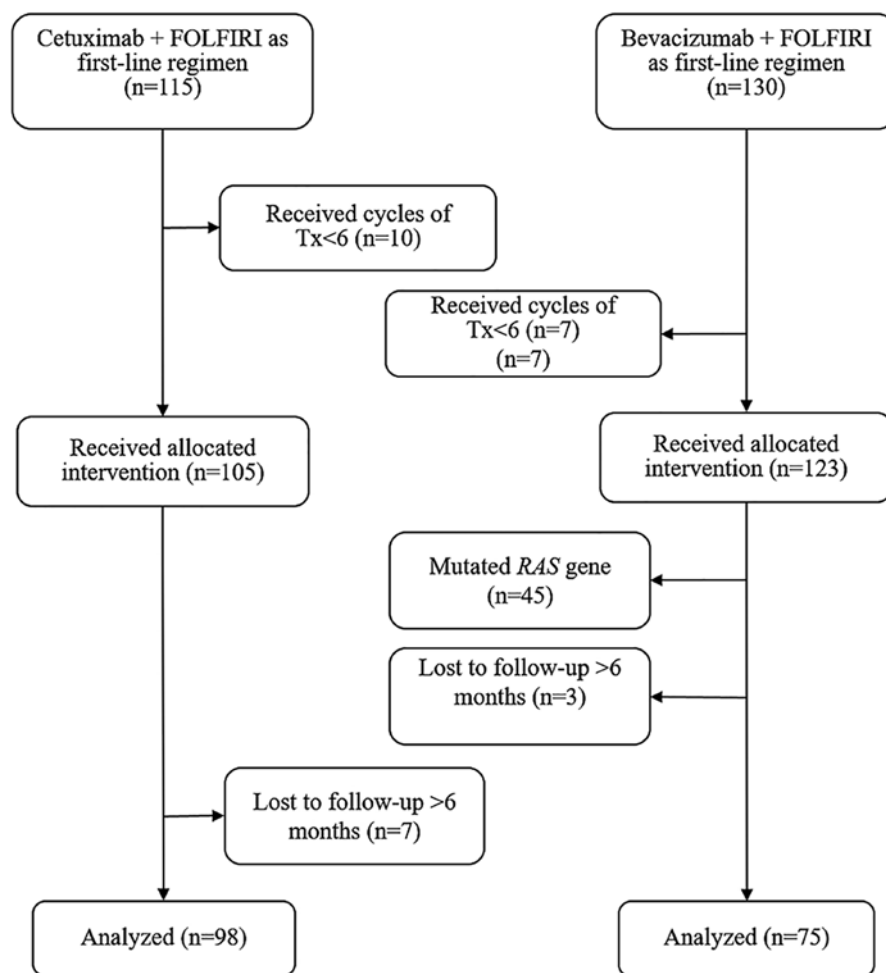 Cetuximab + FOLFIRI as
first-line regimen
(n=115)
Bevacizumab + FOLFIRI
as first-line regimen
(n=130)
Received cycles of
Tx<6 (n=10)
Received cycles of
Tx<6 (n=7)
(n=7)
Received allocated
intervention (n=105)
Received allocated
intervention (n=123)
Mutated RAS gene
(n=45)
Lost to follow-up >6
months (n=3)
Lost to follow-up >6
months (n=7)
Analyzed (n=98)
Analyzed (n=75)